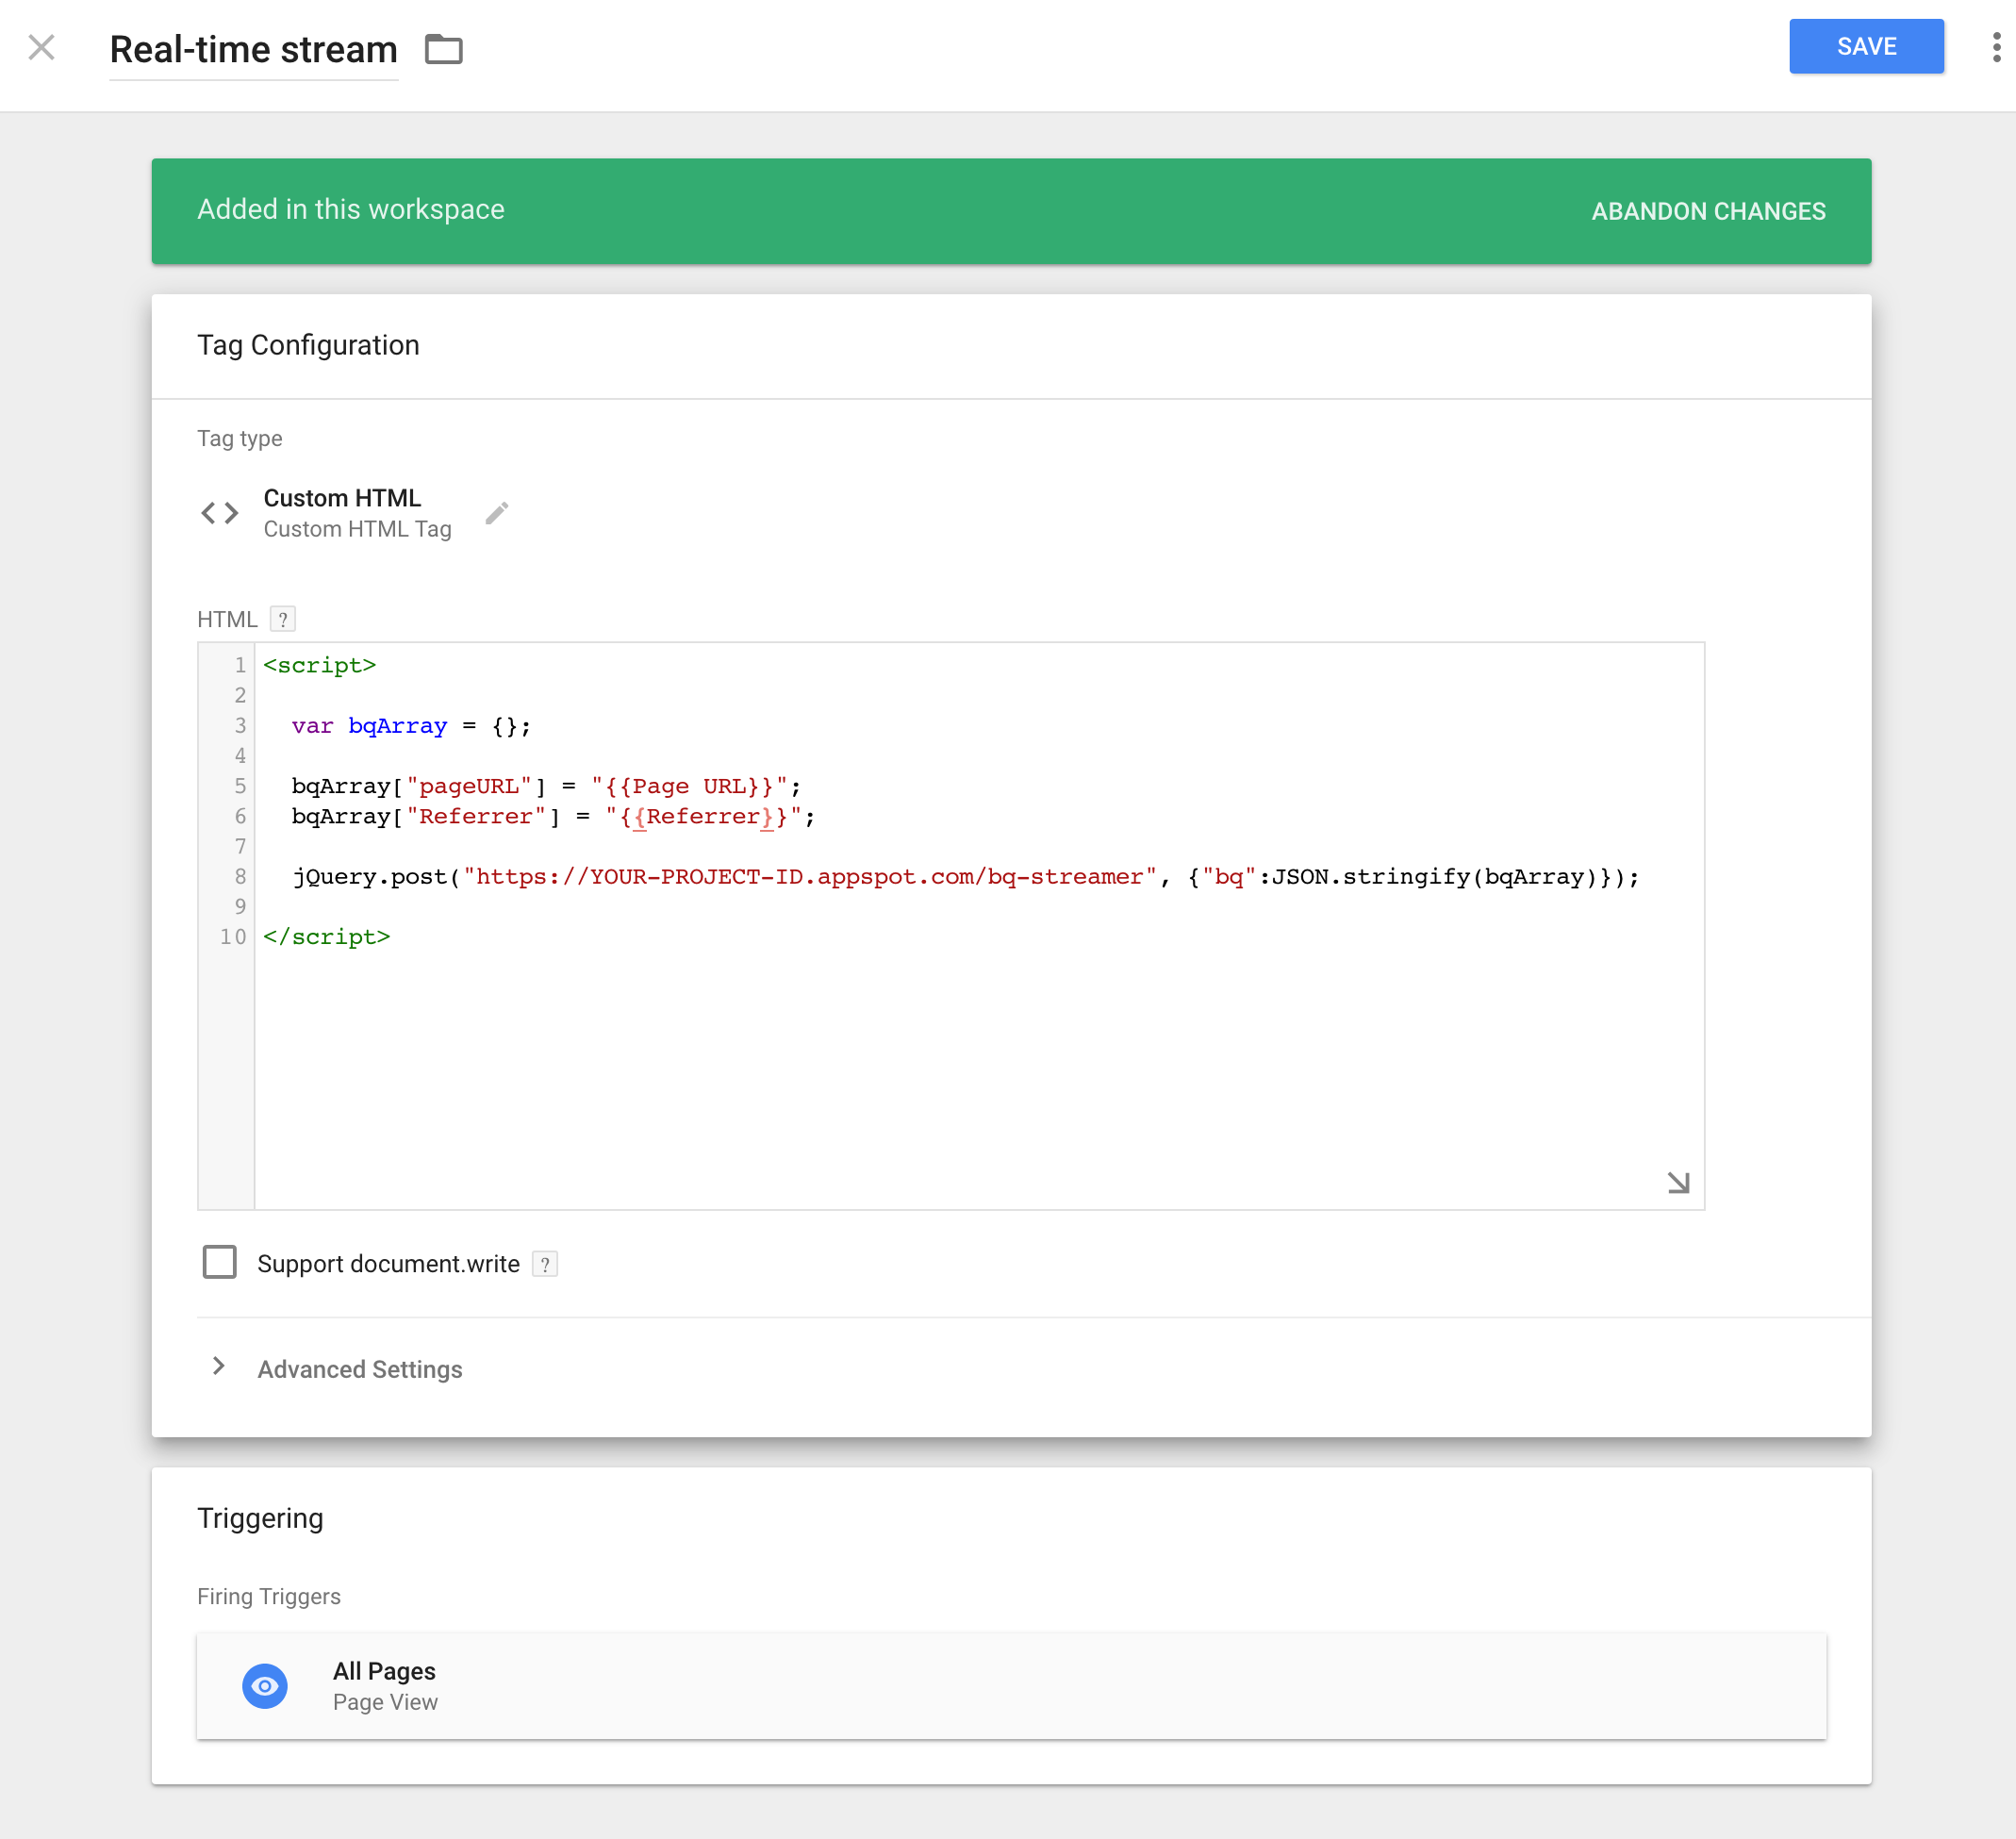 Real-time stream
SAVE
Added in this workspace
ABANDON CHANGES
Tag Configuration
Tag type
Custom HTML
Custom HTML Tag
HTML ?
1 <script>
2
3 var bqArray = {};
4
5 bqArray["pageURL"] = "{{Page URL}}";
6 bqArray["Referrer"] = "{{Referrer}}";
7
8 jQuery.post("https://YOUR-PROJECT-ID.appspot.com/bq-streamer", {"bq":JSON.stringify(bqArray)});
9
10 </script>
Support document.write ?
Advanced Settings
Triggering
Firing Triggers
All Pages
Page View